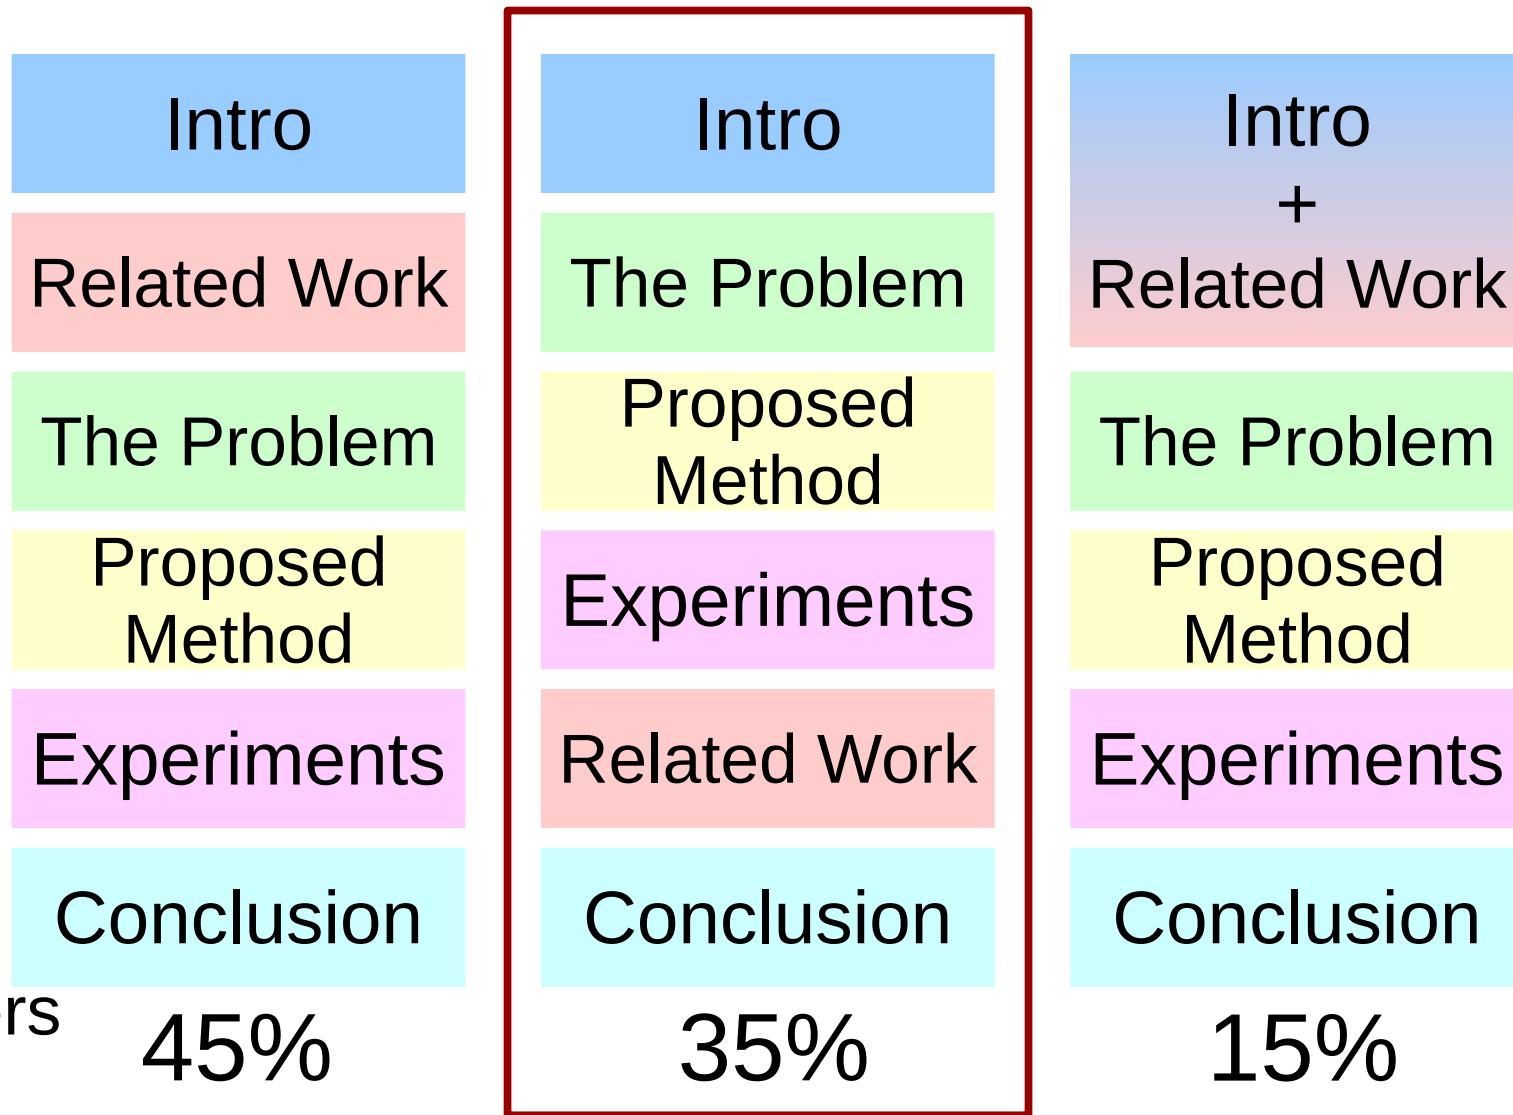 Intro
Related Work
The Problem
Proposed
Method
Experiments
Conclusion
45%
Intro
The Problem
Proposed
Method
Experiments
Related Work
Conclusion
35%
Intro
+
Related Work
The Problem
Proposed
Method
Experiments
Conclusion
15%